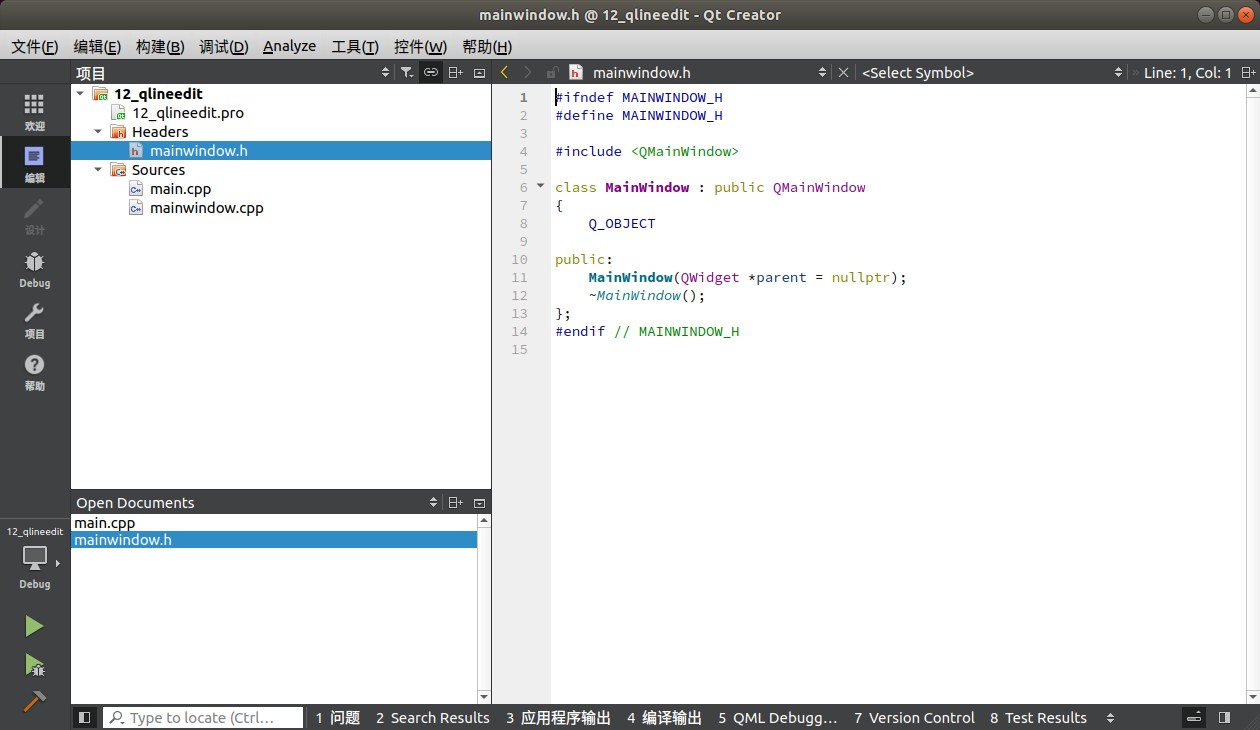 mainwindow.h @ 12_qlineedit - Qt Creator
文件(F) 编辑(E) 构建(B) 调试(D) Analyze 工具(T) 控件(W) 帮助(H)
项目
mainwindow.h
<Select Symbol>
Line: 1, Col: 1
欢迎
编辑
设计
Debug
项目
帮助
12_qlineedit
Debug
12_qlineedit
12_qlineedit.pro
Headers
mainwindow.h
Sources
main.cpp
mainwindow.cpp
Open Documents
main.cpp
mainwindow.h
1 #ifndef MAINWINDOW_H
2 #define MAINWINDOW_H
3
4 #include <QMainWindow>
5
6 class MainWindow : public QMainWindow
7 {
8     Q_OBJECT
9
10 public:
11     MainWindow(QWidget *parent = nullptr);
12     ~MainWindow();
13 };
14 #endif // MAINWINDOW_H
15
Type to locate (Ctrl...
1 问题 2 Search Results 3 应用程序输出 4 编译输出 5 QML Debugg... 7 Version Control 8 Test Results